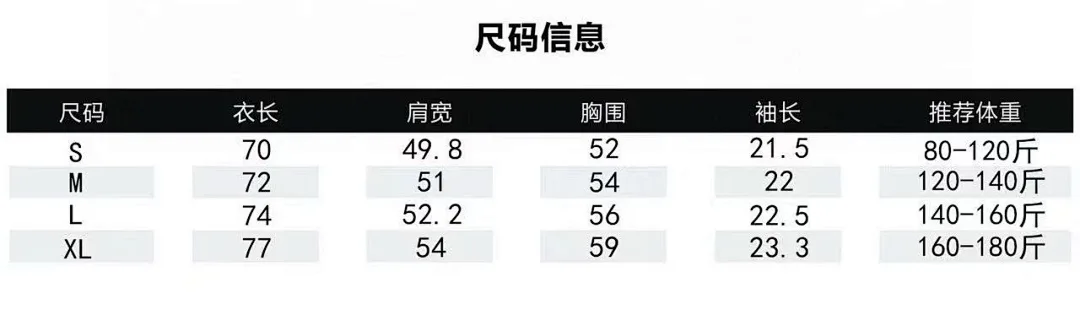 尺码信息
尺码 衣长 肩宽 胸围 袖长 推荐体重
S 70 49.8 52 21.5 80-120斤
M 72 51 54 22 120-140斤
L 74 52.2 56 22.5 140-160斤
XL 77 54 59 23.3 160-180斤